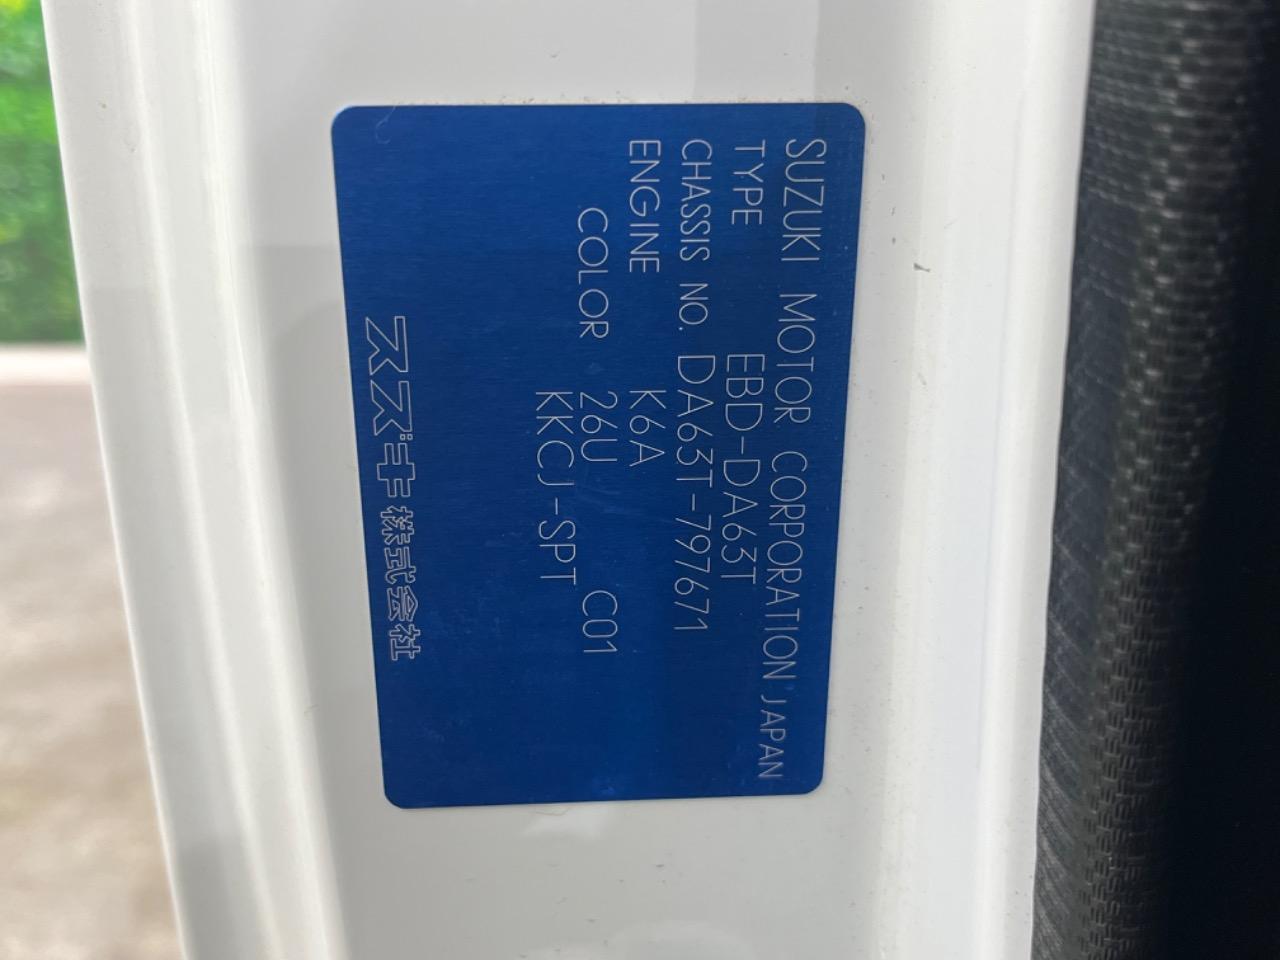 SUZUKI MOTOR CORPORATION JAPAN
TYPE EBD-DA63T
CHASSIS NO. DA63T-797671
ENGINE K6A
COLOR 26U C01
KKCJ-SPT
スズキ株式会社